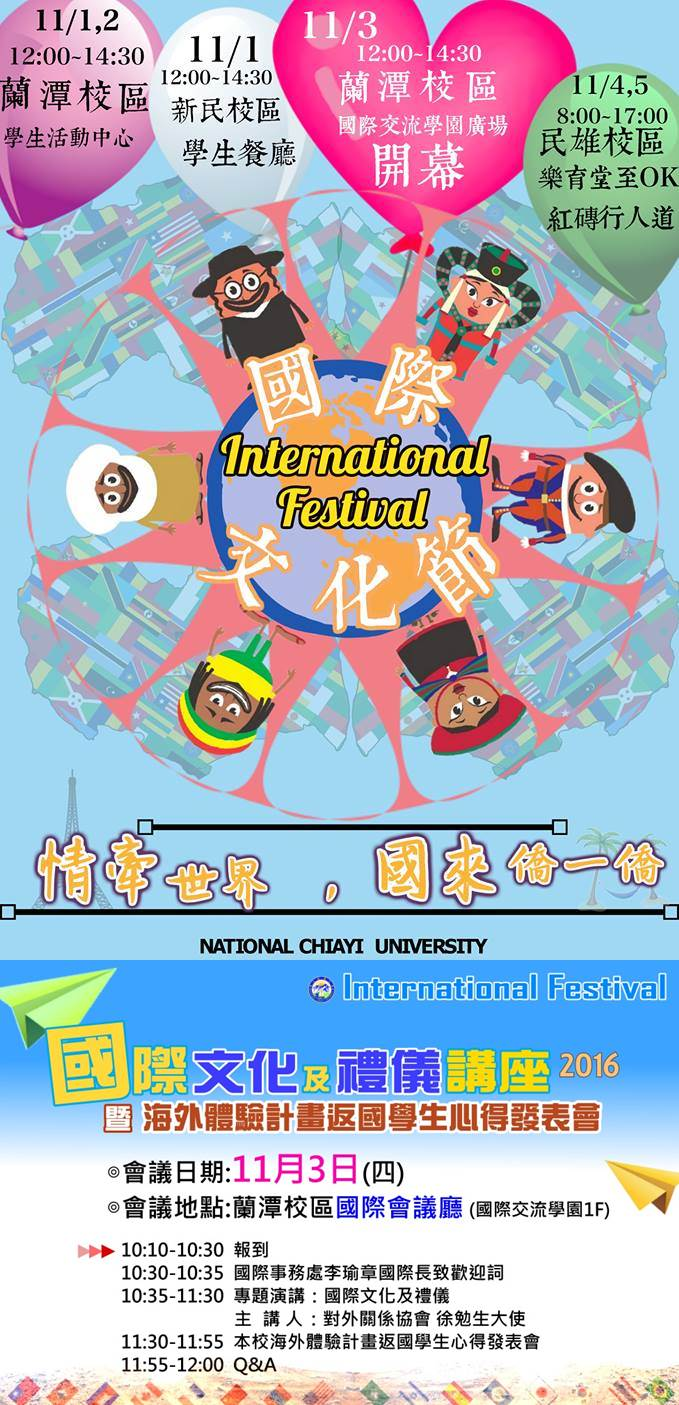 11/1,2
12:00~14:30
蘭潭校區
學生活動中心
11/1
12:00~14:30
新民校區
學生餐廳
11/3
12:00~14:30
蘭潭校區
國際交流學園廣場
開幕
11/4,5
8:00~17:00
民雄校區
樂育堂至OK
紅磚行人道
國際
International
Festival
文化節
情牽世界,國來僑一僑
NATIONAL CHIAYI UNIVERSITY
International Festival
國際文化及禮儀講座 2016
暨 海外體驗計畫返國學生心得發表會
◎會議日期:11月3日(四)
◎會議地點:蘭潭校區國際會議廳 (國際交流學園1F)
10:10-10:30 報到
10:30-10:35 國際事務處李瑜章國際長致歡迎詞
10:35-11:30 專題演講：國際文化及禮儀
主 講 人：對外關係協會 徐勉生大使
11:30-11:55 本校海外體驗計畫返國學生心得發表會
11:55-12:00 Q&A